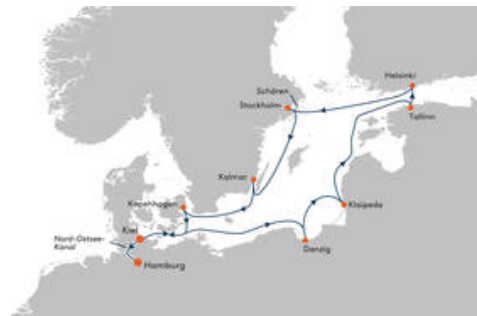 Helsinki
Schären
Stockholm
Tallinn
Kalmar
Kopenhagen
Klaipeda
Kiel
Nord-Ostsee-
Kanal
Danzig
Hamburg